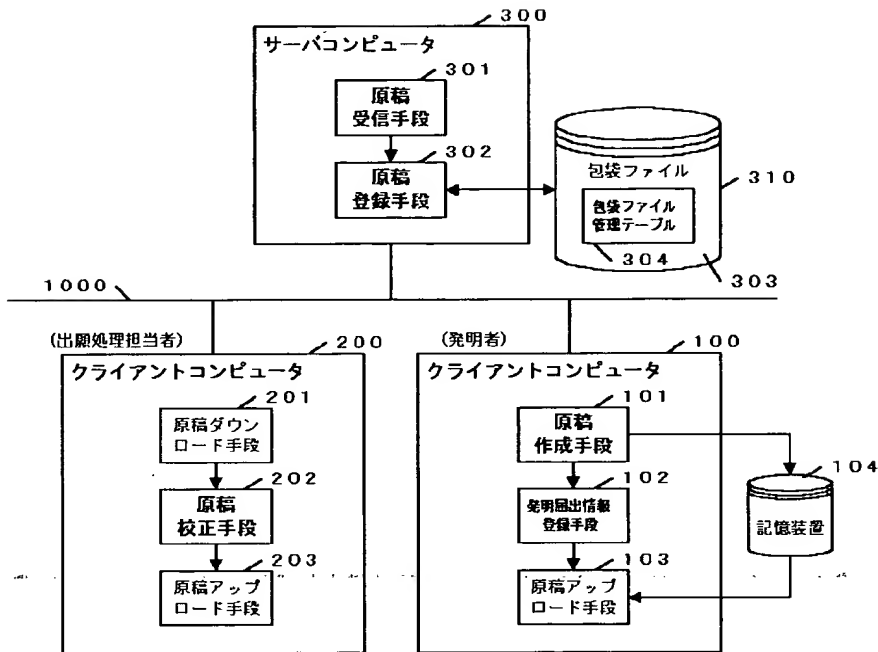 300
サーバコンピュータ
301
原稿
受信手段
302
原稿
登録手段
包袋ファイル
310
包袋ファイル
管理テーブル
304
303
1000
(出願処理担当者)
200
クライアントコンピュータ
201
原稿ダウン
ロード手段
202
原稿
校正手段
203
原稿アップ
ロード手段
(発明者)
100
クライアントコンピュータ
101
原稿
作成手段
102
発明届出情報
登録手段
104
記憶装置
103
原稿アップ
ロード手段